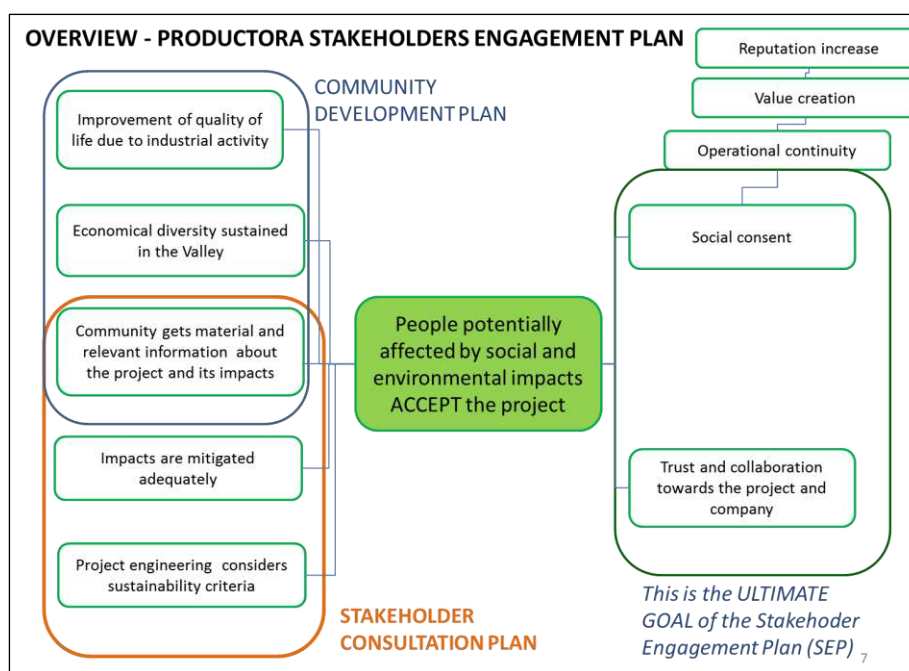 OVERVIEW - PRODUCTORA STAKEHOLDERS ENGAGEMENT PLAN
COMMUNITY
DEVELOPMENT PLAN
Improvement of quality of
life due to industrial activity
Economical diversity sustained
in the Valley
Community gets material and
relevant information about
the project and its impacts
Impacts are mitigated
adequately
Project engineering considers
sustainability criteria
STAKEHOLDER
CONSULTATION PLAN
People potentially
affected by social and
environmental impacts
ACCEPT the project
Reputation increase
Value creation
Operational continuity
Social consent
Trust and collaboration
towards the project and
company
This is the ULTIMATE
GOAL of the Stakehoder
Engagement Plan (SEP)
7